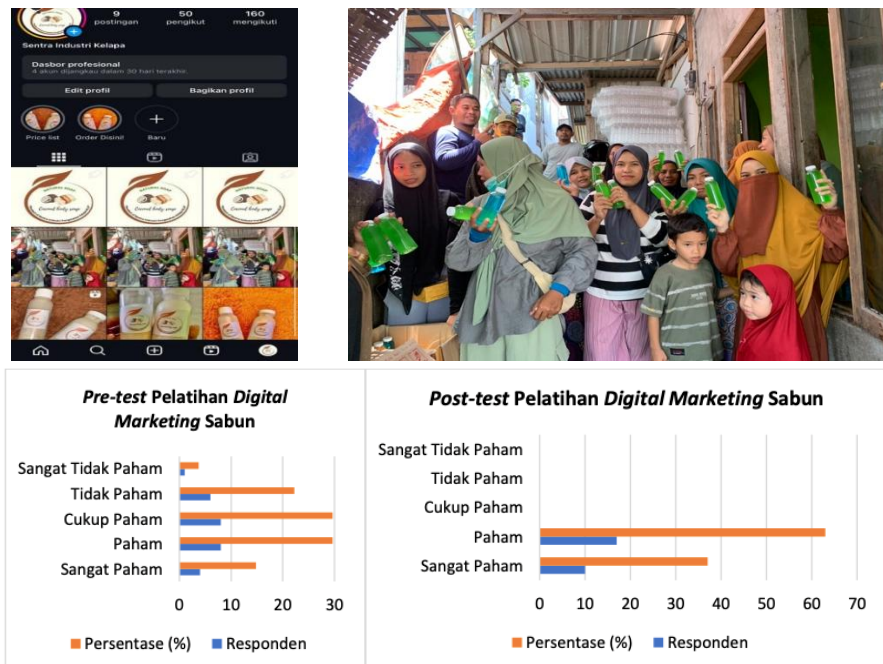 9 50 160
postingan pengikut mengikuti
Sentra Industri Kelapa
Dasbor profesional
4 akun dijangkau dalam 30 hari terakhir.
Edit profil Bagikan profil
Price list Order Disini! Baru
Pre-test Pelatihan Digital
Marketing Sabun
Sangat Tidak Paham
Tidak Paham
Cukup Paham
Paham
Sangat Paham
0 10 20 30
Persentase (%) Responden
Post-test Pelatihan Digital Marketing Sabun
Sangat Tidak Paham
Tidak Paham
Cukup Paham
Paham
Sangat Paham
0 10 20 30 40 50 60 70
Persentase (%) Responden